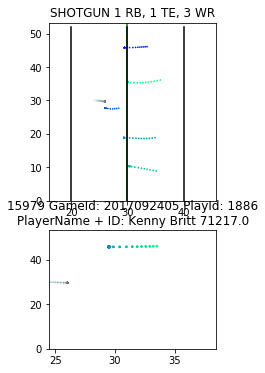 SHOTGUN 1 RB, 1 TE, 3 WR
50
40
30
20
10
0
20 30 40
15979 GameId: 2017092405 PlayId: 1886
PlayerName + ID: Kenny Britt 71217.0
40
20
0
25 30 35